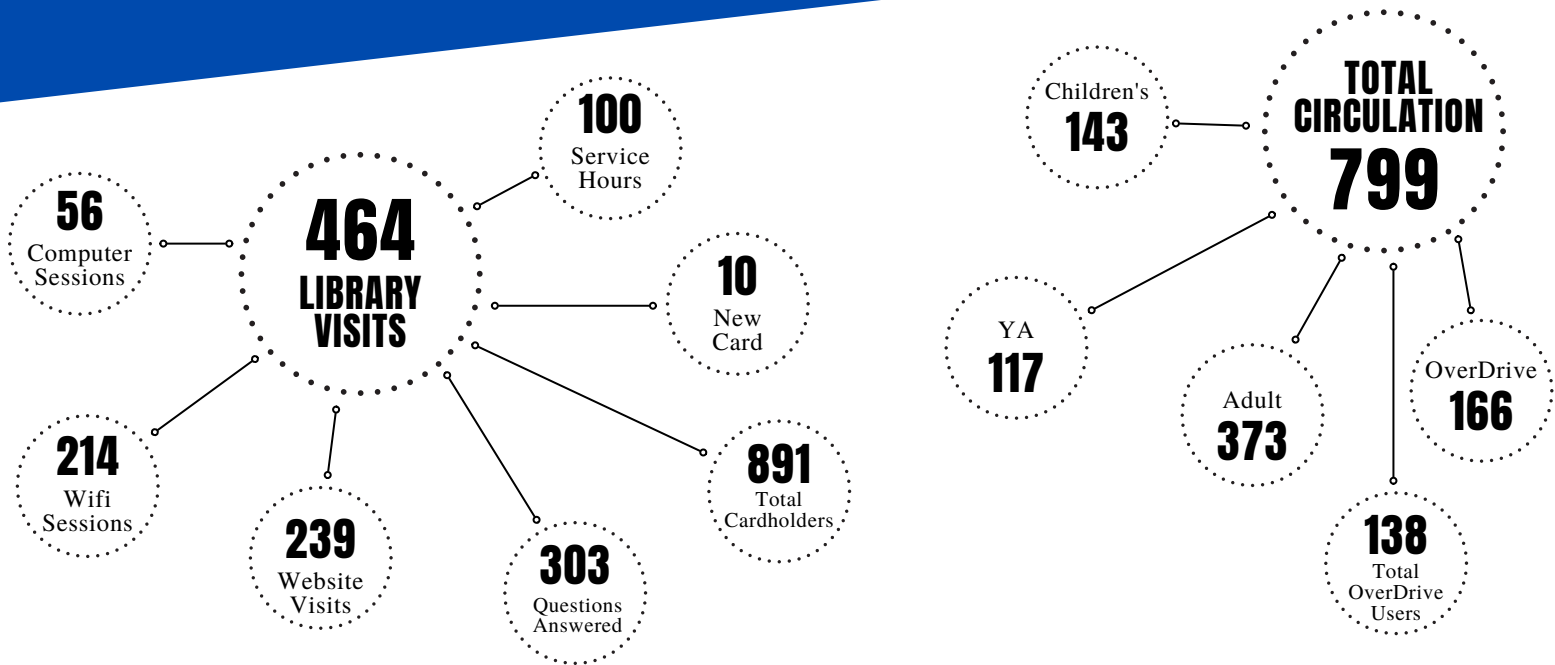 100
Service
Hours
56
Computer
Sessions
464
LIBRARY
VISITS
10
New
Card
214
Wifi
Sessions
239
Website
Visits
303
Questions
Answered
891
Total
Cardholders
Children's
143
TOTAL
CIRCULATION
799
YA
117
Adult
373
OverDrive
166
138
Total
OverDrive
Users